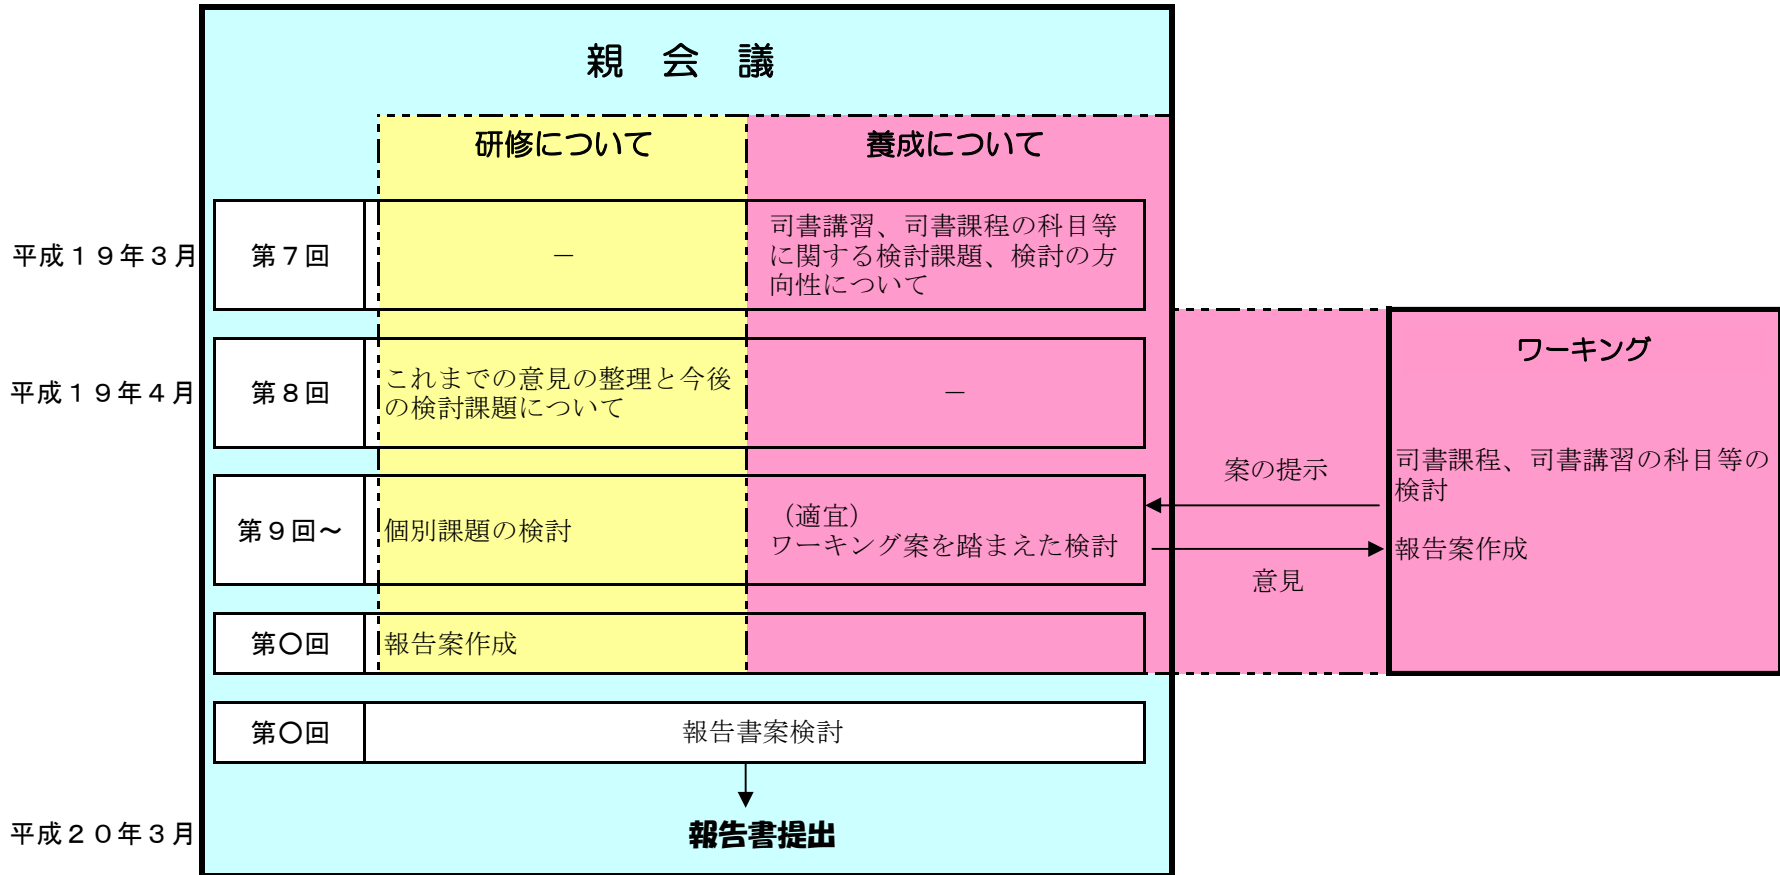 親　会　議
研修について
養成について
平成１９年３月
第７回
－
司書講習、司書課程の科目等
に関する検討課題、検討の方
向性について
平成１９年４月
第８回
これまでの意見の整理と今後
の検討課題について
－
第９回～
個別課題の検討
（適宜）
ワーキング案を踏まえた検討
案の提示
意見
ワーキング
司書課程、司書講習の科目等の
検討
報告案作成
第〇回
報告案作成
第〇回
報告書案検討
平成２０年３月
報告書提出